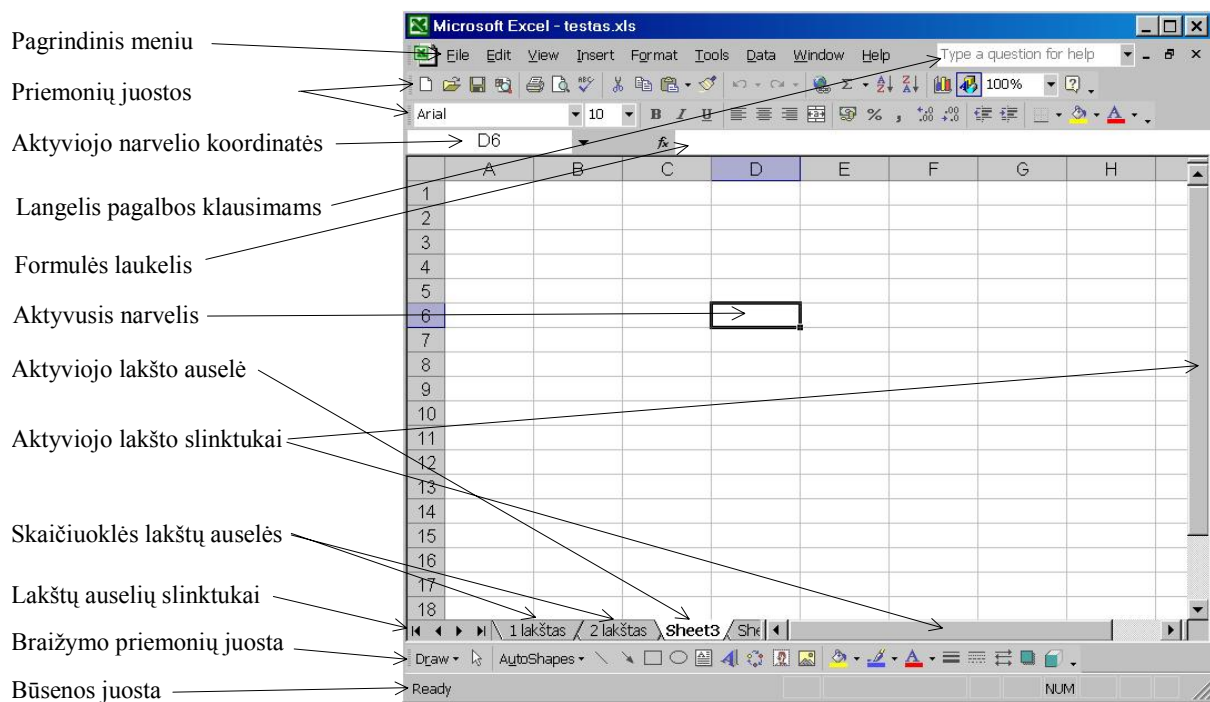 Microsoft Excel - testas.xls
Pagrindinis meniu
File Edit View Insert Format Tools Data Window Help Type a question for help
Priemonių juostos
100%
Arial 10 B I U % ,
Aktyviojo narvelio koordinatės
D6 fx
A B C D E F G H
Langelis pagalbos klausimams
1
2
3
Formulės laukelis
4
5
Aktyvusis narvelis
6
7
Aktyviojo lakšto auselė
8
9
10
Aktyviojo lakšto slinktukai
11
12
13
14
Skaičiuoklės lakštų auselės
15
16
17
Lakštų auselių slinktukai
18
1 lakštas 2 lakštas Sheet3 She
Braižymo priemonių juosta
Draw AutoShapes
Būsenos juosta
Ready NUM